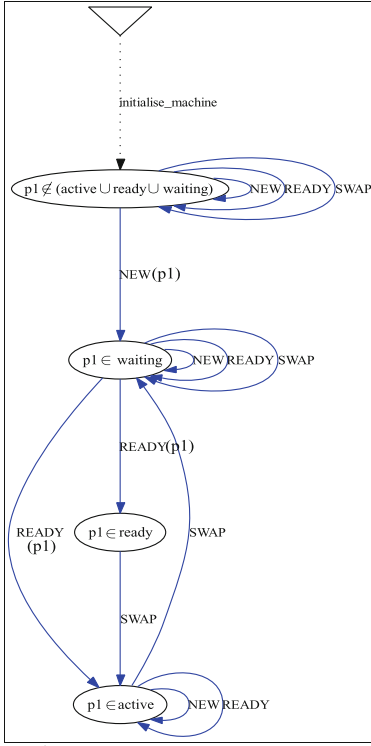 initialise_machine
p1 ∉ (active ∪ ready ∪ waiting)
NEW
READY
SWAP
NEW(p1)
p1 ∈ waiting
NEW
READY
SWAP
READY(p1)
READY
(p1)
p1 ∈ ready
SWAP
SWAP
p1 ∈ active
NEW
READY